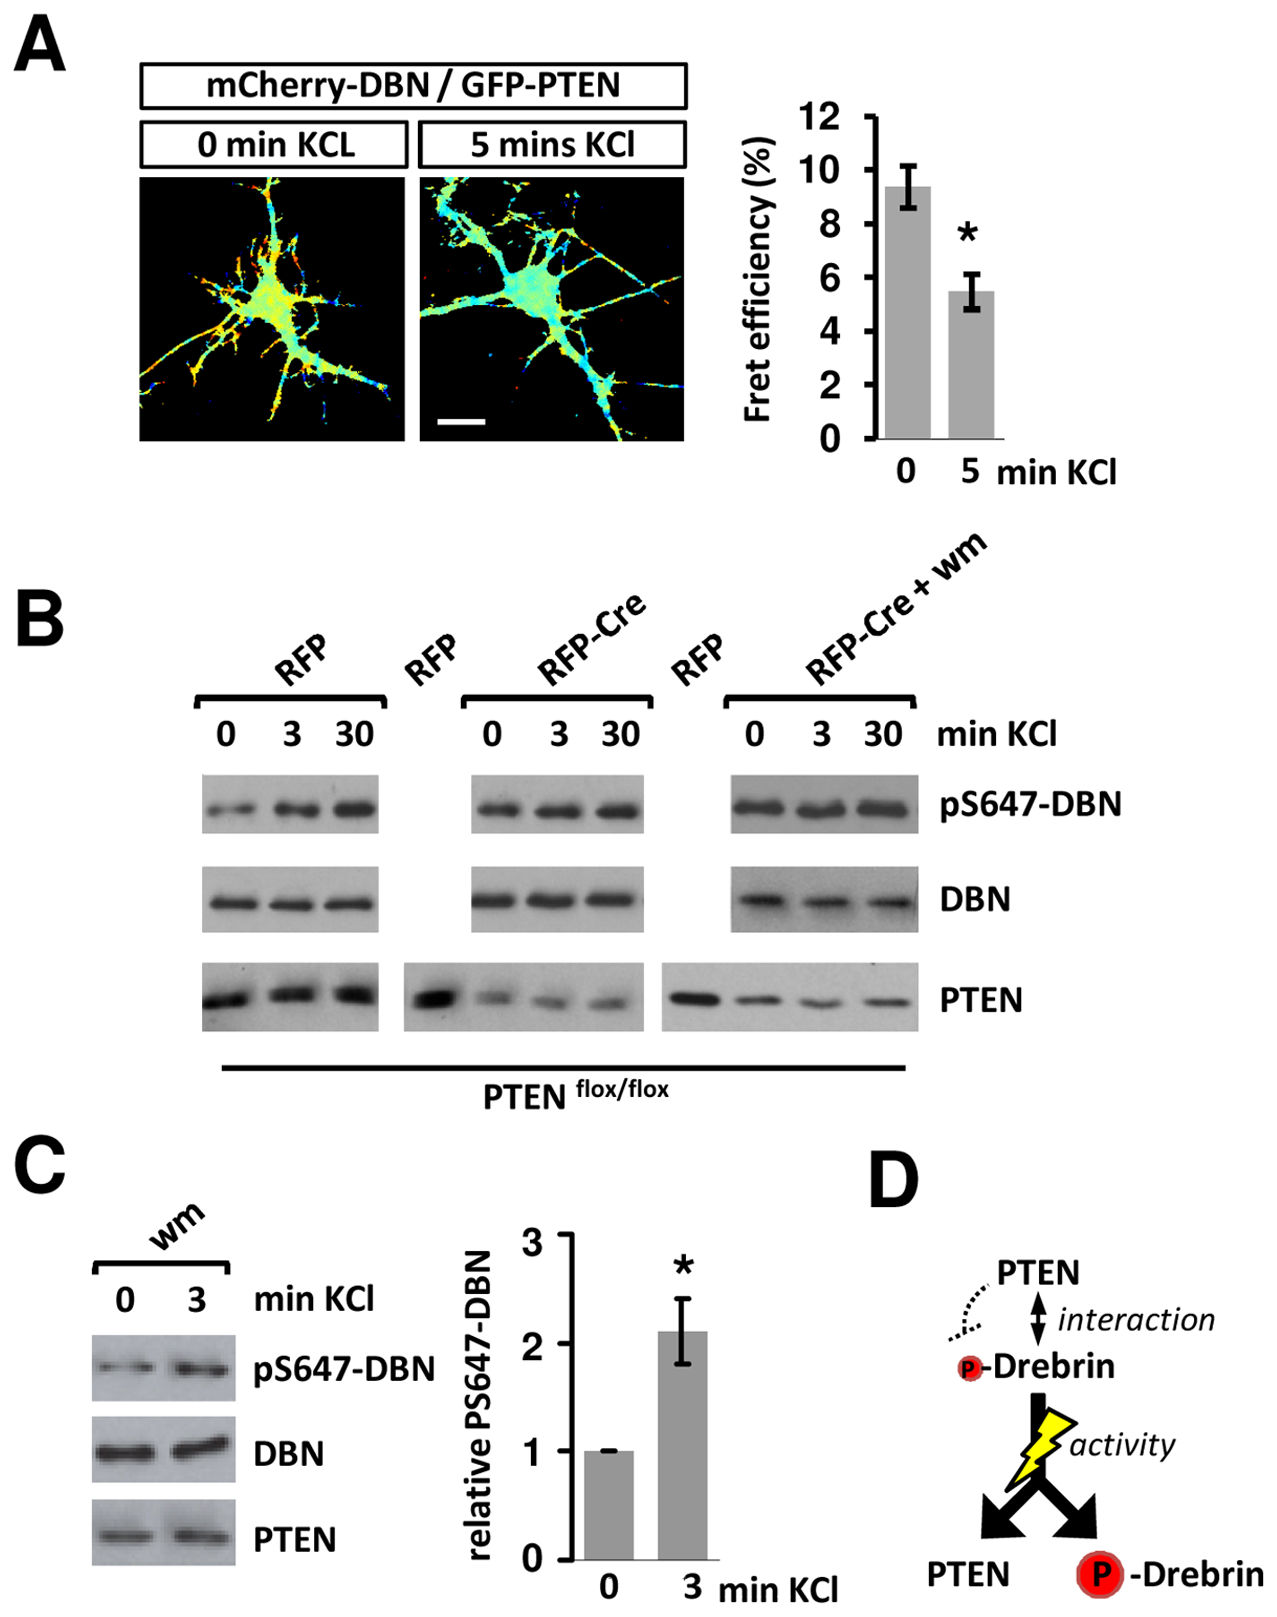 A
mCherry-DBN / GFP-PTEN
0 min KCL
5 mins KCl
Fret efficiency (%)
12
10
8
6
4
2
0
*
0 5 min KCl
B
RFP
RFP
RFP-Cre
RFP
RFP-Cre + wm
0 3 30 0 3 30 0 3 30 min KCl
pS647-DBN
DBN
PTEN
PTEN flox/flox
C
wm
0 3 min KCl
pS647-DBN
DBN
PTEN
relative PS647-DBN
3
2
1
0
*
0 3 min KCl
D
PTEN
interaction
P-Drebrin
activity
PTEN
P-Drebrin